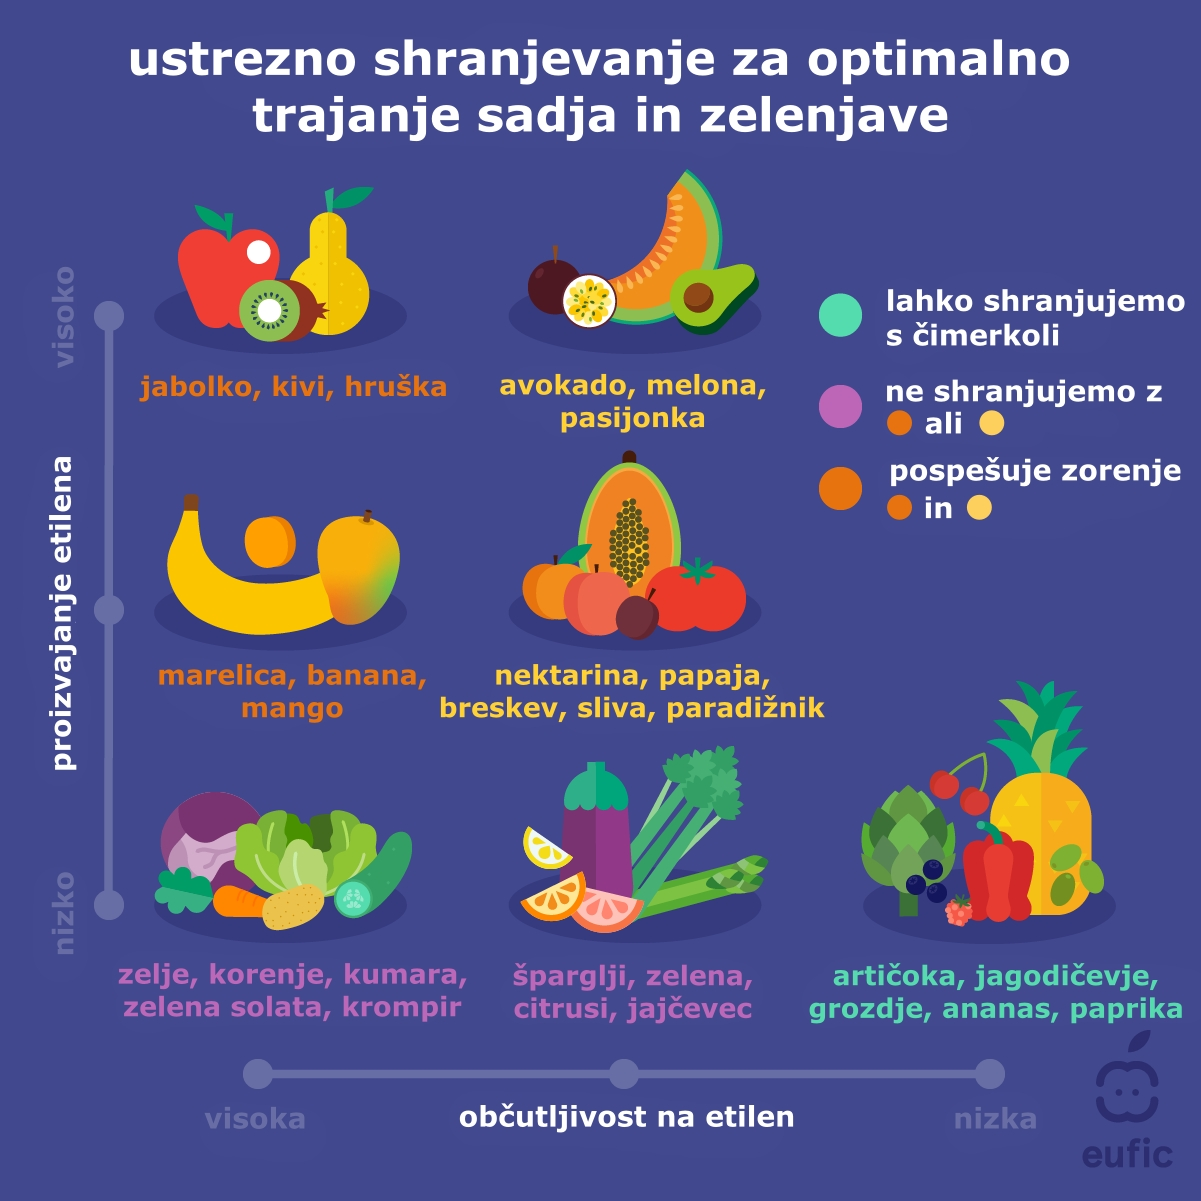 ustrezno shranjevanje za optimalno
trajanje sadja in zelenjave
visoko
proizvajanje etilena
nizko
jabolko, kivi, hruška
avokado, melona,
pasijonka
lahko shranjujemo
s čimerkoli
ne shranjujemo z
ali
pospešuje zorenje
in
marelica, banana,
mango
nektarina, papaja,
breskev, sliva, paradižnik
zelje, korenje, kumara,
zelena solata, krompir
šparglji, zelena,
citrusi, jajčevec
artičoka, jagodičevje,
grozdje, ananas, paprika
visoka
občutljivost na etilen
nizka
eufic